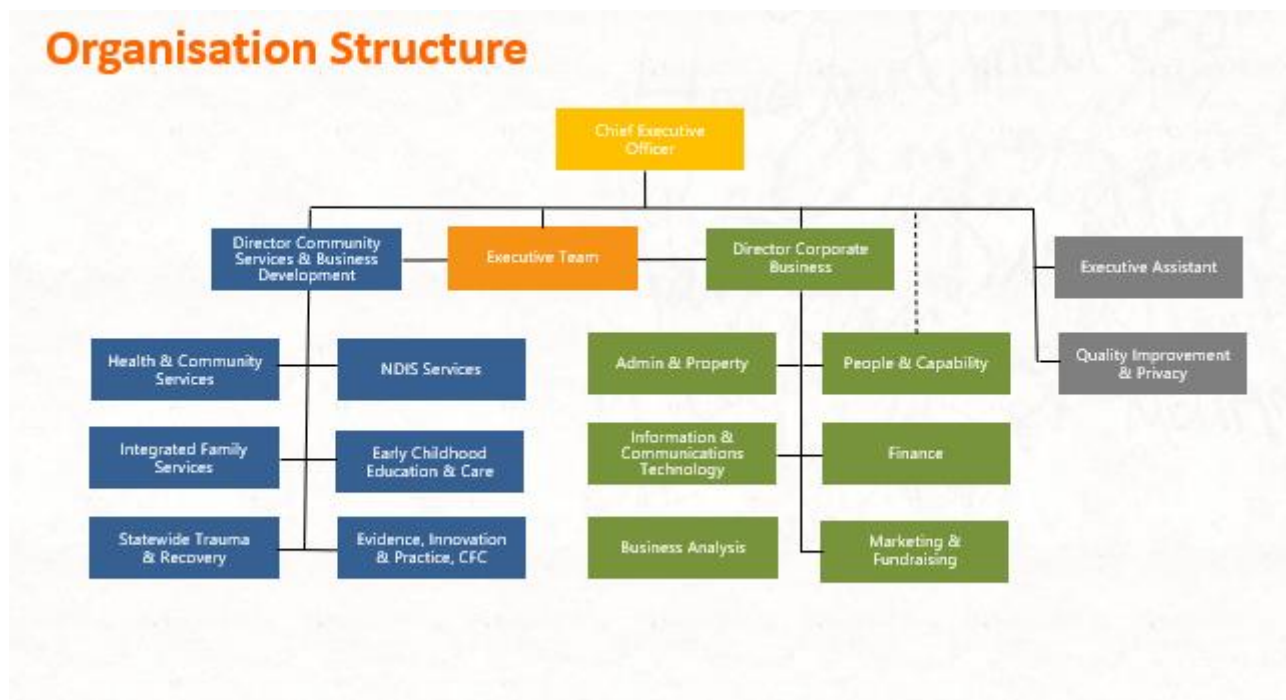 Organisation Structure
Chief Executive
Officer
Director Community
Services & Business
Development
Executive Team
Director Corporate
Business
Executive Assistant
Health & Community
Services
NDIS Services
Admin & Property
People & Capability
Quality Improvement
& Privacy
Integrated Family
Services
Early Childhood
Education & Care
Information &
Communications
Technology
Finance
Statewide Trauma
& Recovery
Evidence, Innovation
& Practice, CFC
Business Analysis
Marketing &
Fundraising